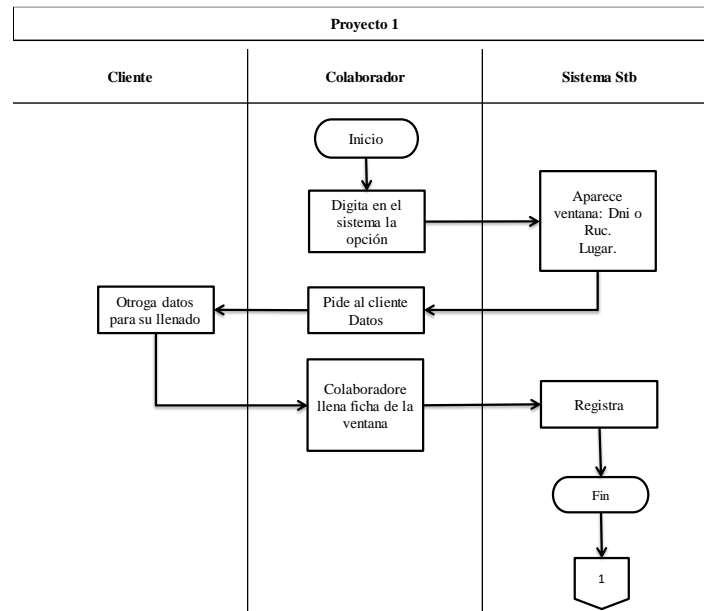 Proyecto 1
Cliente
Colaborador
Sistema Stb
Inicio
Digita en el
sistema la
opción
Aparece
ventana: Dni o
Ruc.
Lugar.
Pide al cliente
Datos
Otroga datos
para su llenado
Colaboradore
llena ficha de la
ventana
Registra
Fin
1